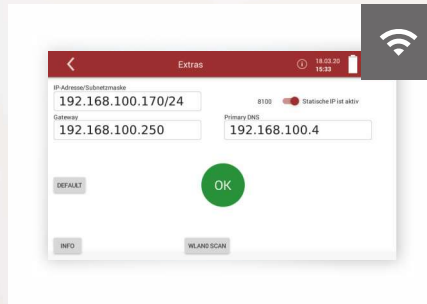 Extras
18.03.20
15:33
IP-Adresse/Subnetzmaske
192.168.100.170/24
8100
Statische IP ist aktiv
Gateway
192.168.100.250
Primary DNS
192.168.100.4
DEFAULT
OK
INFO
WLAN0 SCAN